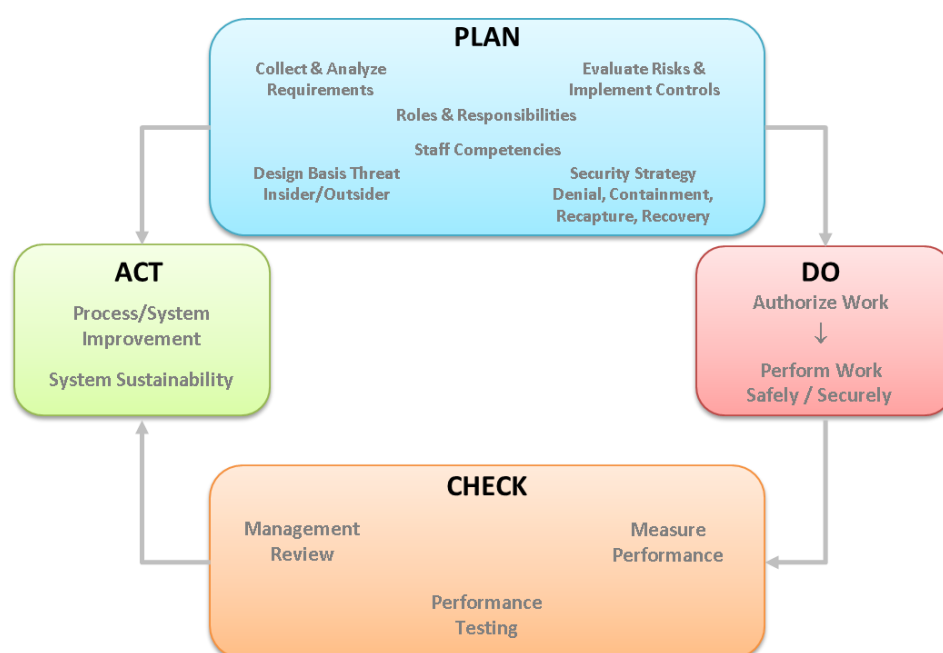 PLAN
Collect & Analyze
Requirements
Evaluate Risks &
Implement Controls
Roles & Responsibilities
Staff Competencies
Design Basis Threat
Insider/Outsider
Security Strategy
Denial, Containment,
Recapture, Recovery
ACT
Process/System
Improvement
System Sustainability
DO
Authorize Work
↓
Perform Work
Safely / Securely
CHECK
Management
Review
Measure
Performance
Performance
Testing